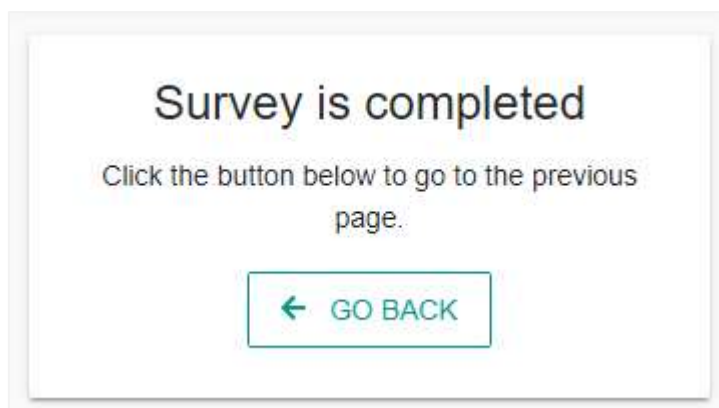 Survey is completed
Click the button below to go to the previous
page.
GO BACK